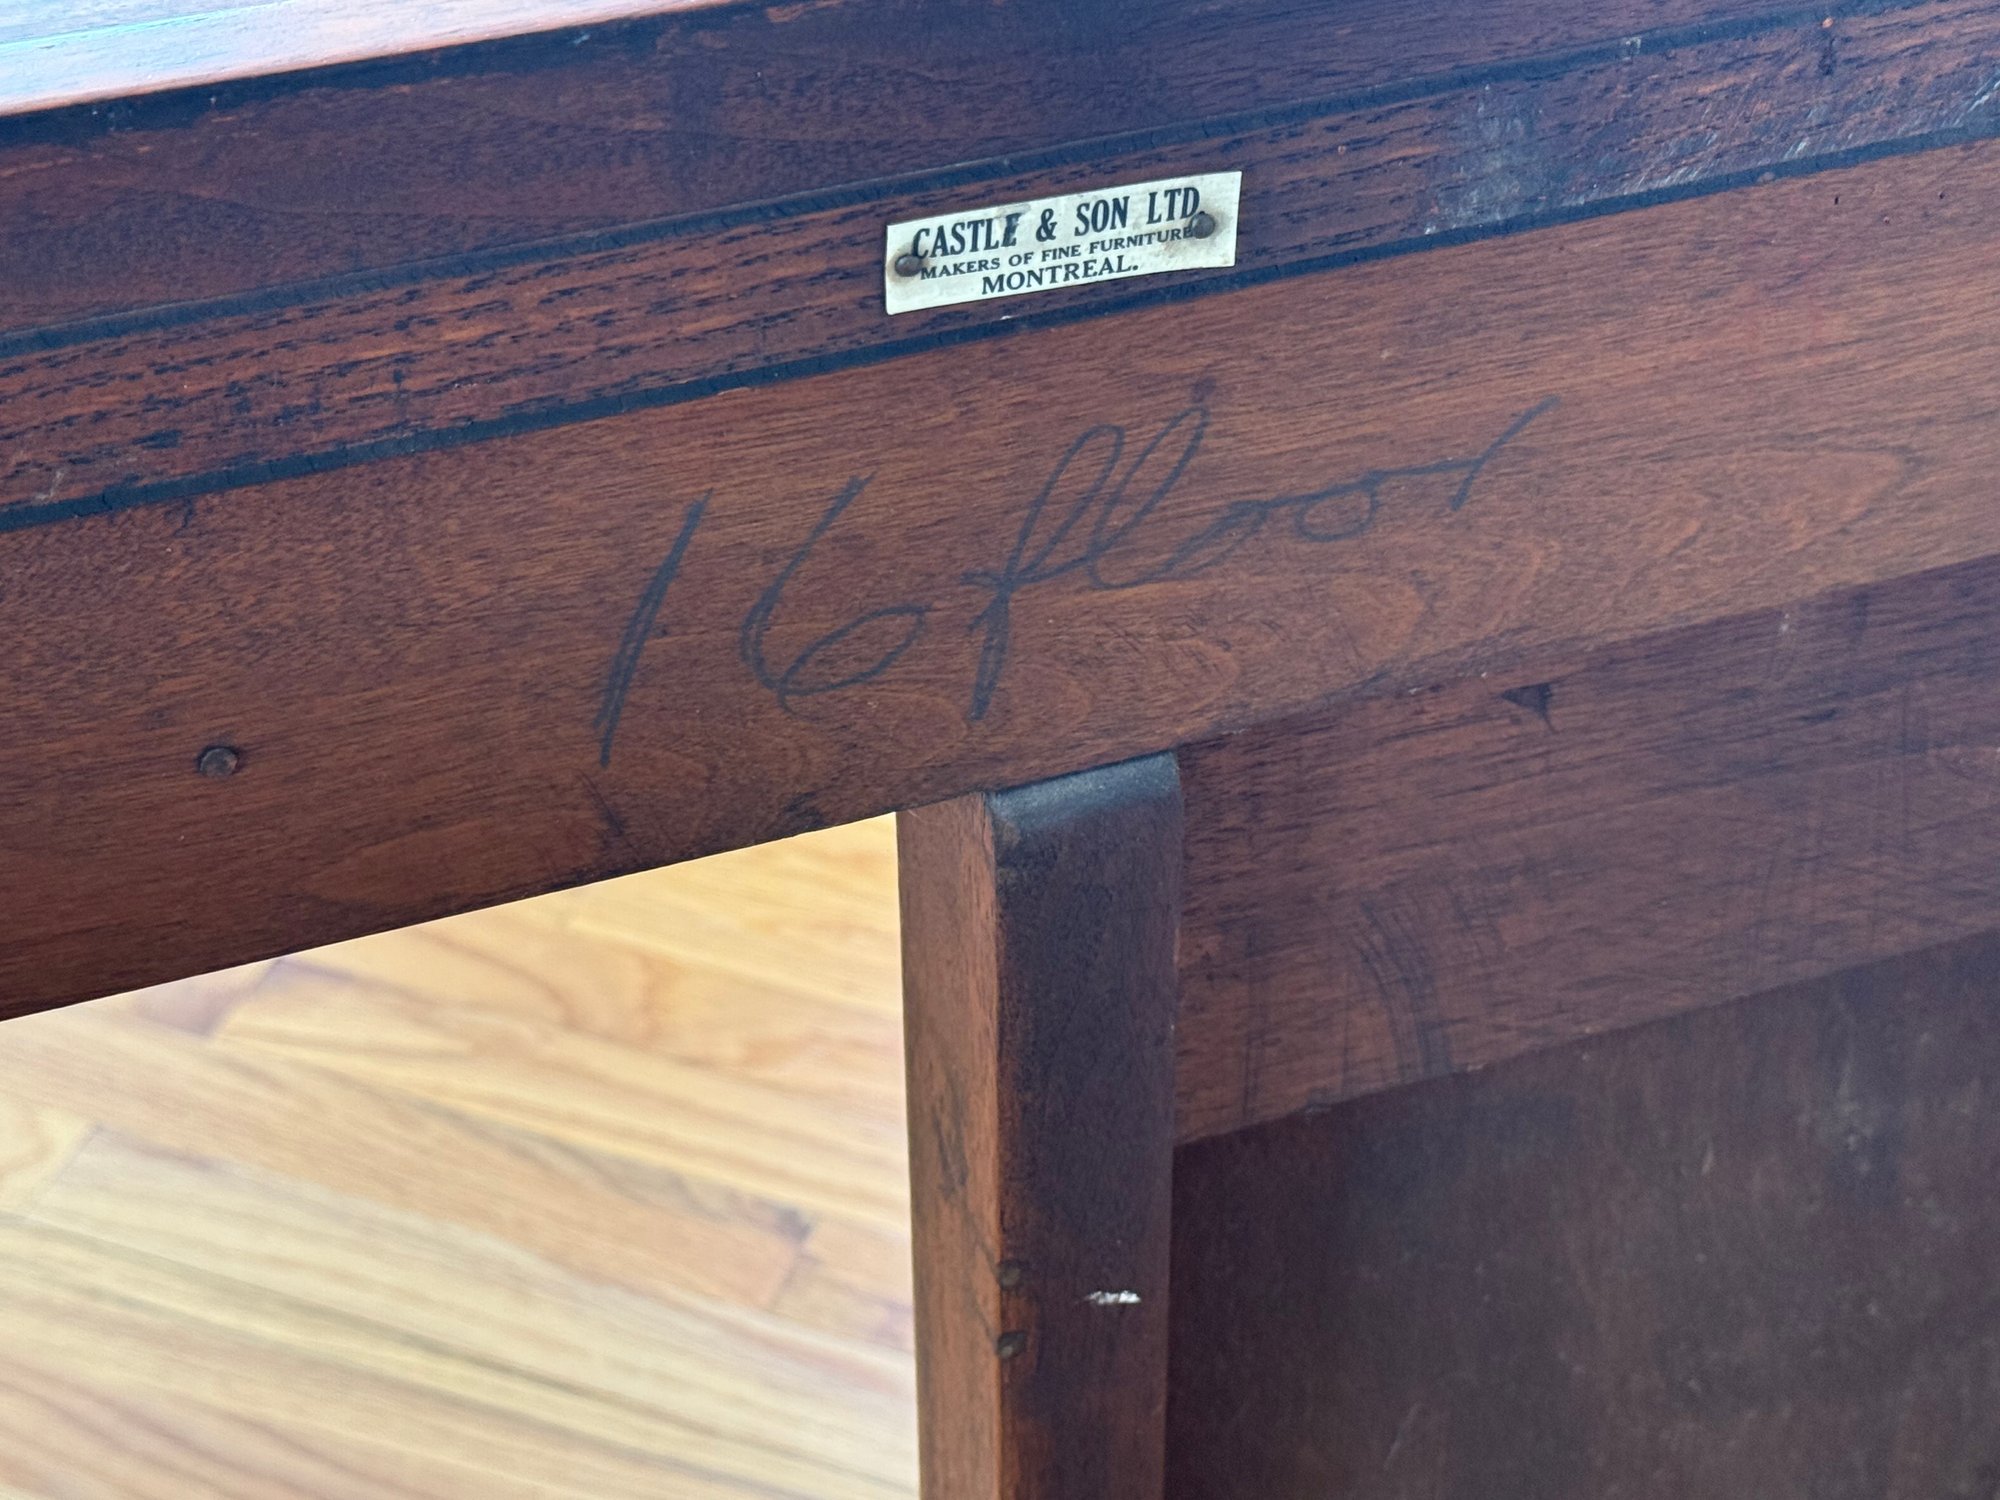 CASTLE & SON LTD.
MAKERS OF FINE FURNITURE
MONTREAL.
16 floor